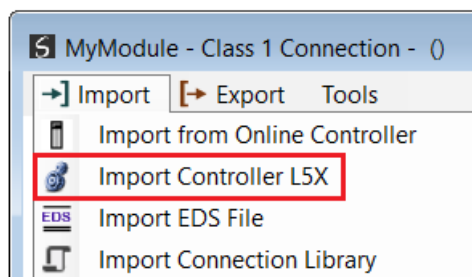 MyModule - Class 1 Connection - ()
Import Export Tools
Import from Online Controller
Import Controller L5X
EDS Import EDS File
Import Connection Library